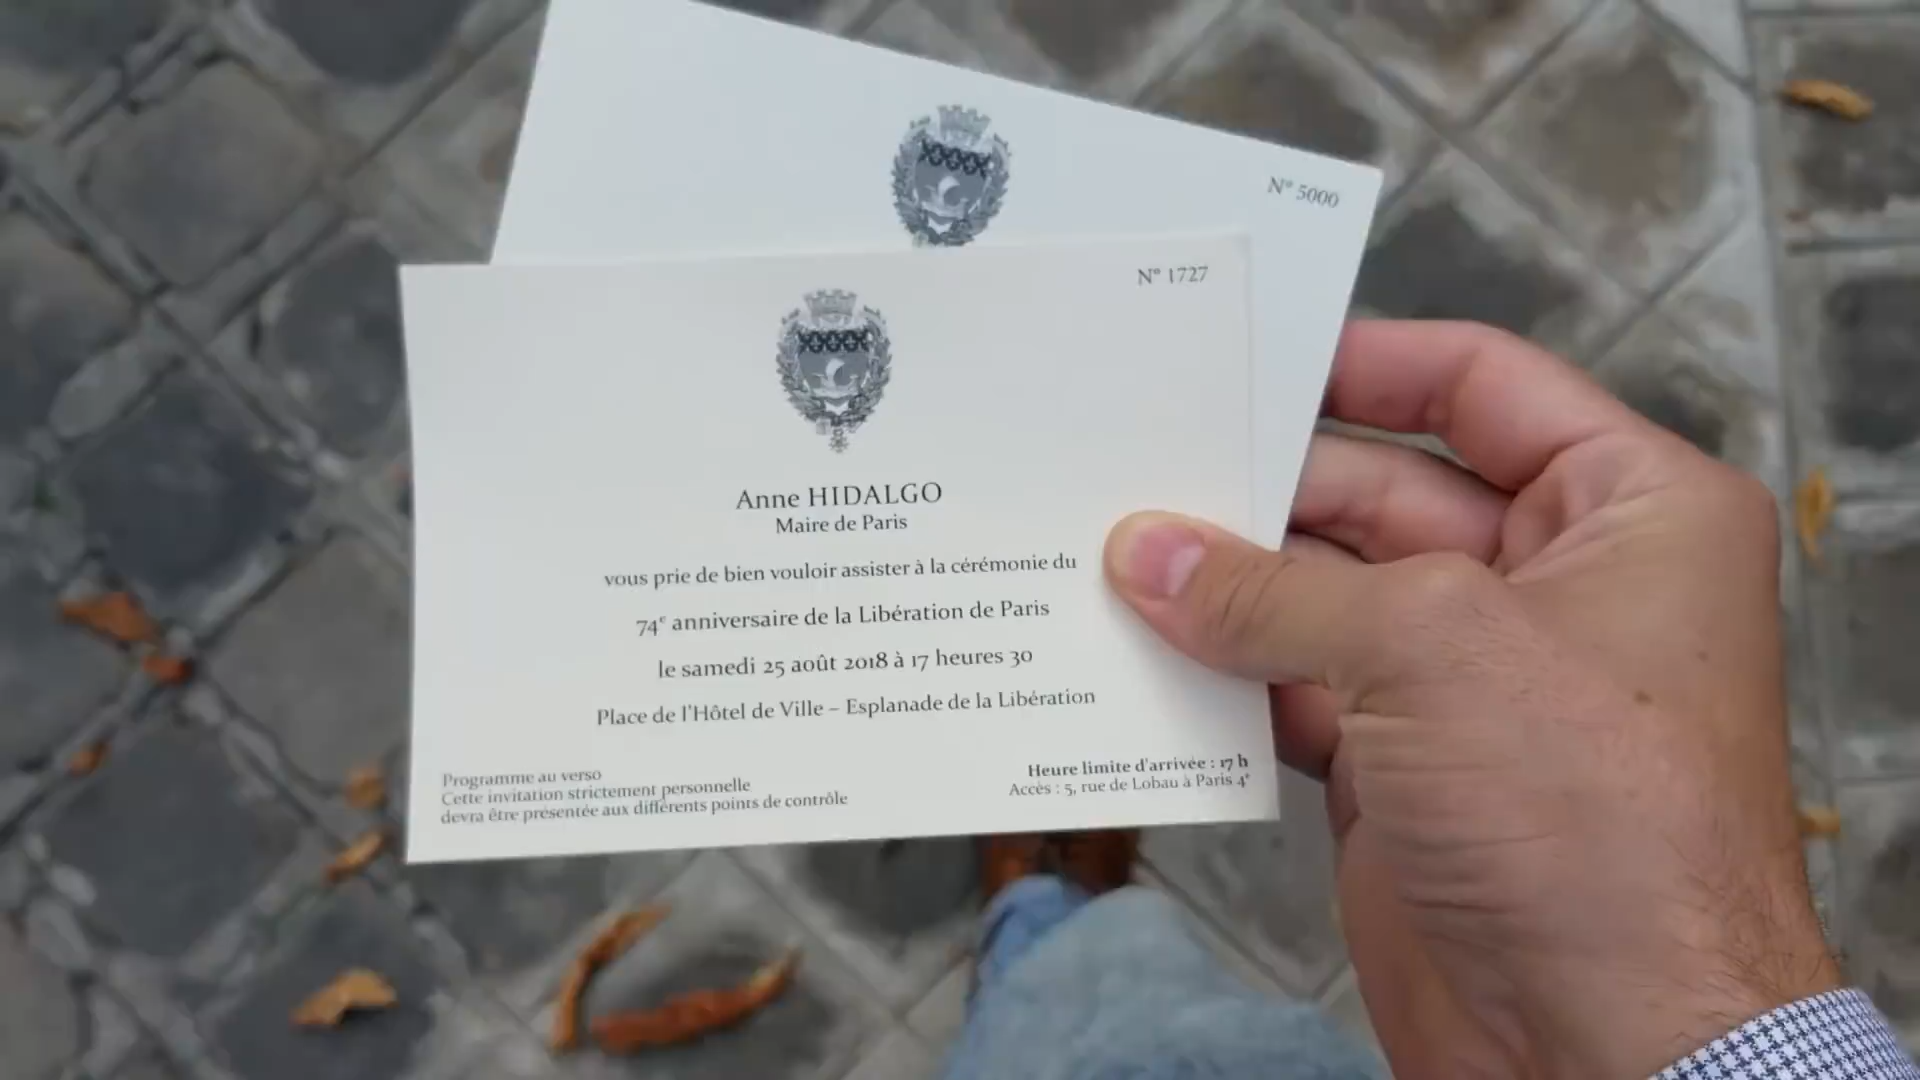 N° 5000
N° 1727
Anne HIDALGO
Maire de Paris
vous prie de bien vouloir assister à la cérémonie du
74e anniversaire de la Libération de Paris
le samedi 25 août 2018 à 17 heures 30
Place de l'Hôtel de Ville – Esplanade de la Libération
Programme au verso
Cette invitation strictement personnelle
devra être présentée aux différents points de contrôle
Heure limite d'arrivée : 17 h
Accès : 5, rue de Lobau à Paris 4e